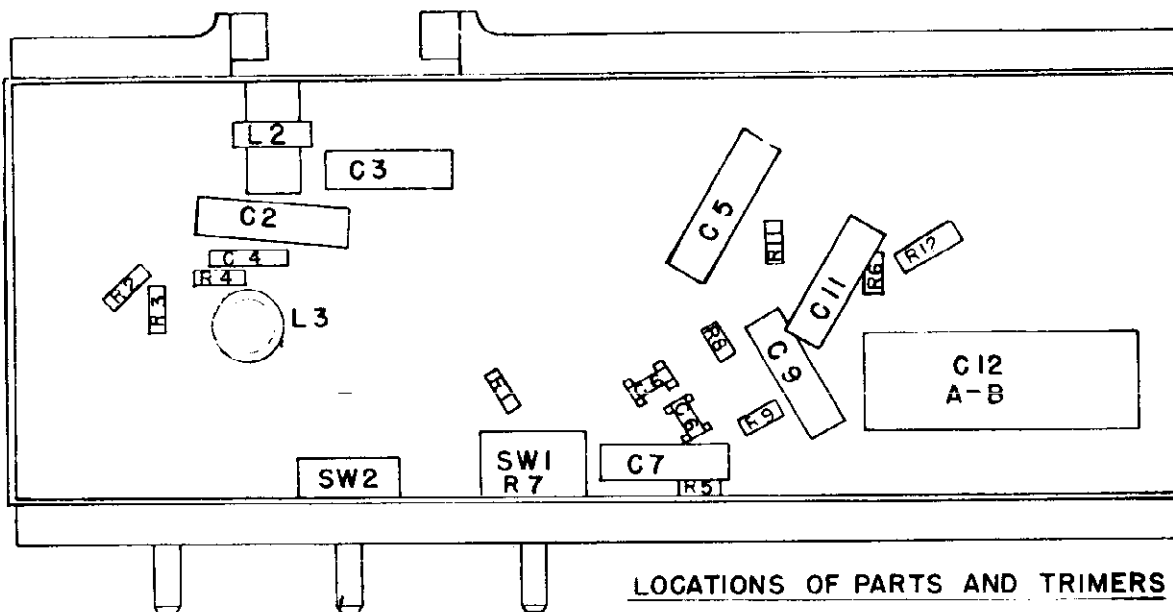 L2
C3
C2
C4
R4
R2
R3
L3
C5
R11
C11
R6
R12
R8
C9
C12
A-B
R1
C6
R9
SW2
SW1
R7
C7
R5
LOCATIONS OF PARTS AND TRIMERS